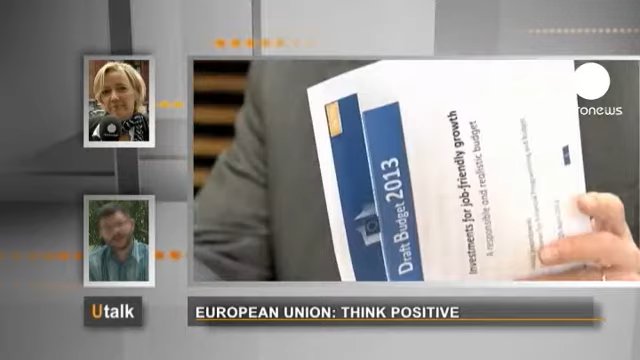 euronews
Draft Budget 2013
Investments for job-friendly growth
A responsible and realistic budget
Utalk
EUROPEAN UNION: THINK POSITIVE